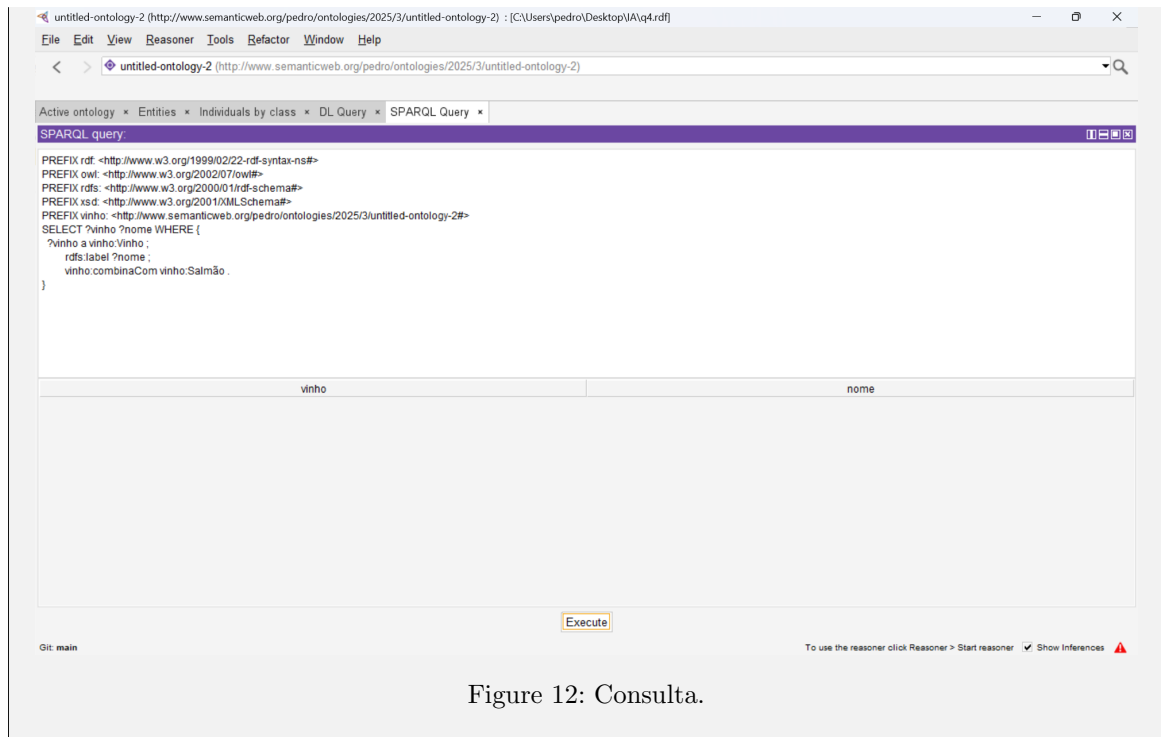 untitled-ontology-2 (http://www.semanticweb.org/pedro/ontologies/2025/3/untitled-ontology-2) : [C:\Users\pedro\Desktop\IA\q4.rdf]
File Edit View Reasoner Tools Refactor Window Help
untitled-ontology-2 (http://www.semanticweb.org/pedro/ontologies/2025/3/untitled-ontology-2)
Active ontology × Entities × Individuals by class × DL Query × SPARQL Query ×
SPARQL query:
PREFIX rdf: <http://www.w3.org/1999/02/22-rdf-syntax-ns#>
PREFIX owl: <http://www.w3.org/2002/07/owl#>
PREFIX rdfs: <http://www.w3.org/2000/01/rdf-schema#>
PREFIX xsd: <http://www.w3.org/2001/XMLSchema#>
PREFIX vinho: <http://www.semanticweb.org/pedro/ontologies/2025/3/untitled-ontology-2#>
SELECT ?vinho ?nome WHERE {
?vinho a vinho:Vinho ;
rdfs:label ?nome ;
vinho:combinaCom vinho:Salmão .
}
vinho nome
Execute
Git: main To use the reasoner click Reasoner > Start reasoner Show Inferences
Figure 12: Consulta.